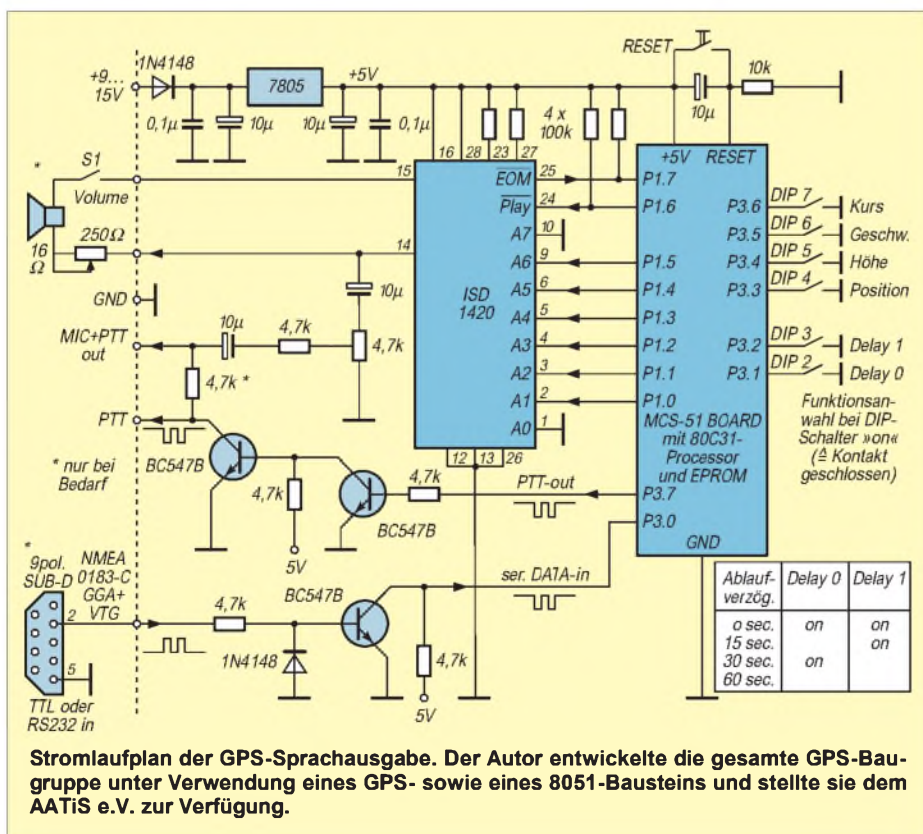 RESET
1N4148
+9...
15V
7805
+5V
10k
0,1µ
10µ
10µ
0,1µ
4 x
100k
10µ
16
28
23
27
+5V
RESET
*
S1
Volume
15
EOM
25
P1.7
Play
24
P1.6
P3.6
DIP 7
Kurs
A7
10
P3.5
DIP 6
Geschw.
250Ω
16
Ω
14
A6
9
P1.5
P3.4
DIP 5
Höhe
ISD
1420
A5
6
P1.4
P3.3
DIP 4
Position
GND
10µ
A4
5
P1.3
MIC+PTT
out
10µ
4,7k
4,7k
A3
4
P1.2
P3.2
DIP 3
Delay 1
A2
3
P1.1
P3.1
DIP 2
Delay 0
4,7k *
A1
2
P1.0
PTT
A0
1
MCS-51 BOARD
mit 80C31-
Processor
und EPROM
Funktionsan-
wahl bei DIP-
Schalter »on«
(≙ Kontakt
geschlossen)
BC547B
12
13
26
* nur bei
Bedarf
4,7k
4,7k
PTT-out
P3.7
BC547B
P3.0
5V
GND
*
9pol.
SUB-D
NMEA
0183-C
GGA+
VTG
BC547B
ser. DATA-in
2
4,7k
1N4148
4,7k
5
5V
TTL oder
RS232 in
Ablauf-
verzög. Delay 0 Delay 1
o sec. on on
15 sec. on
30 sec. on
60 sec.
Stromlaufplan der GPS-Sprachausgabe. Der Autor entwickelte die gesamte GPS-Bau-
gruppe unter Verwendung eines GPS- sowie eines 8051-Bausteins und stellte sie dem
AATiS e.V. zur Verfügung.